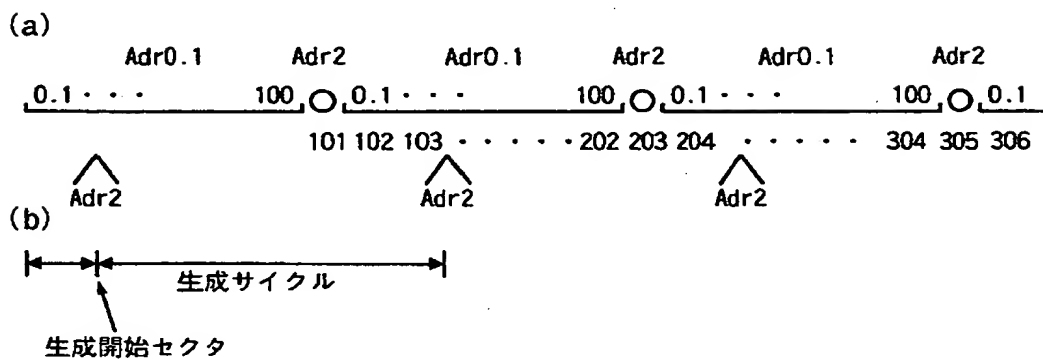 (a)
Adr0.1 Adr2 Adr0.1 Adr2 Adr0.1 Adr2
0.1・・・ 100 0.1・・・ 100 0.1・・・ 100 0.1
101 102 103・・・・・202 203 204・・・・・304 305 306
Adr2 Adr2 Adr2
(b)
生成サイクル
生成開始セクタ